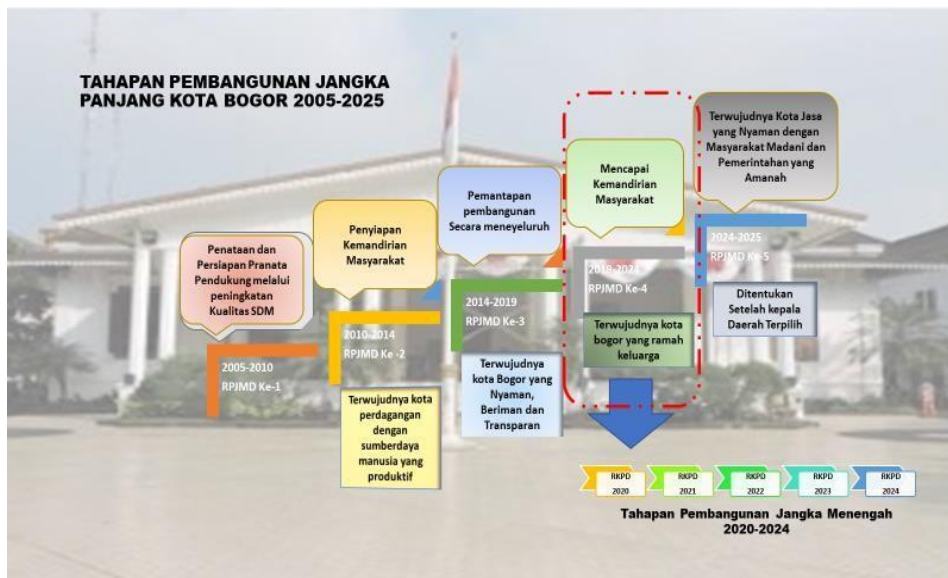 TAHAPAN PEMBANGUNAN JANGKA
PANJANG KOTA BOGOR 2005-2025
Penataan dan
Persiapan Pranata
Pendukung melalui
peningkatan
Kualitas SDM
2005-2010
RPJMD Ke-1
Penyiapan
Kemandirian
Masyarakat
2010-2014
RPJMD Ke -2
Terwujudnya kota
perdagangan
dengan
sumberdaya
manusia yang
produktif
Pemantapan
pembangunan
Secara meneyeluruh
2014-2019
RPJMD Ke-3
Terwujudnya
kota Bogor yang
Nyaman,
Beriman dan
Transparan
Mencapai
Kemandirian
Masyarakat
RPJMD Ke-4
Terwujudnya kota
bogor yang ramah
keluarga
Terwujudnya Kota Jasa
yang Nyaman dengan
Masyarakat Madani dan
Pemerintahan yang
Amanah
2024-2025
RPJMD Ke-5
Ditentukan
Setelah kepala
Daerah Terpilih
RKPD
2020
RKPD
2021
RKPD
2022
RKPD
2023
RKPD
2024
Tahapan Pembangunan Jangka Menengah
2020-2024